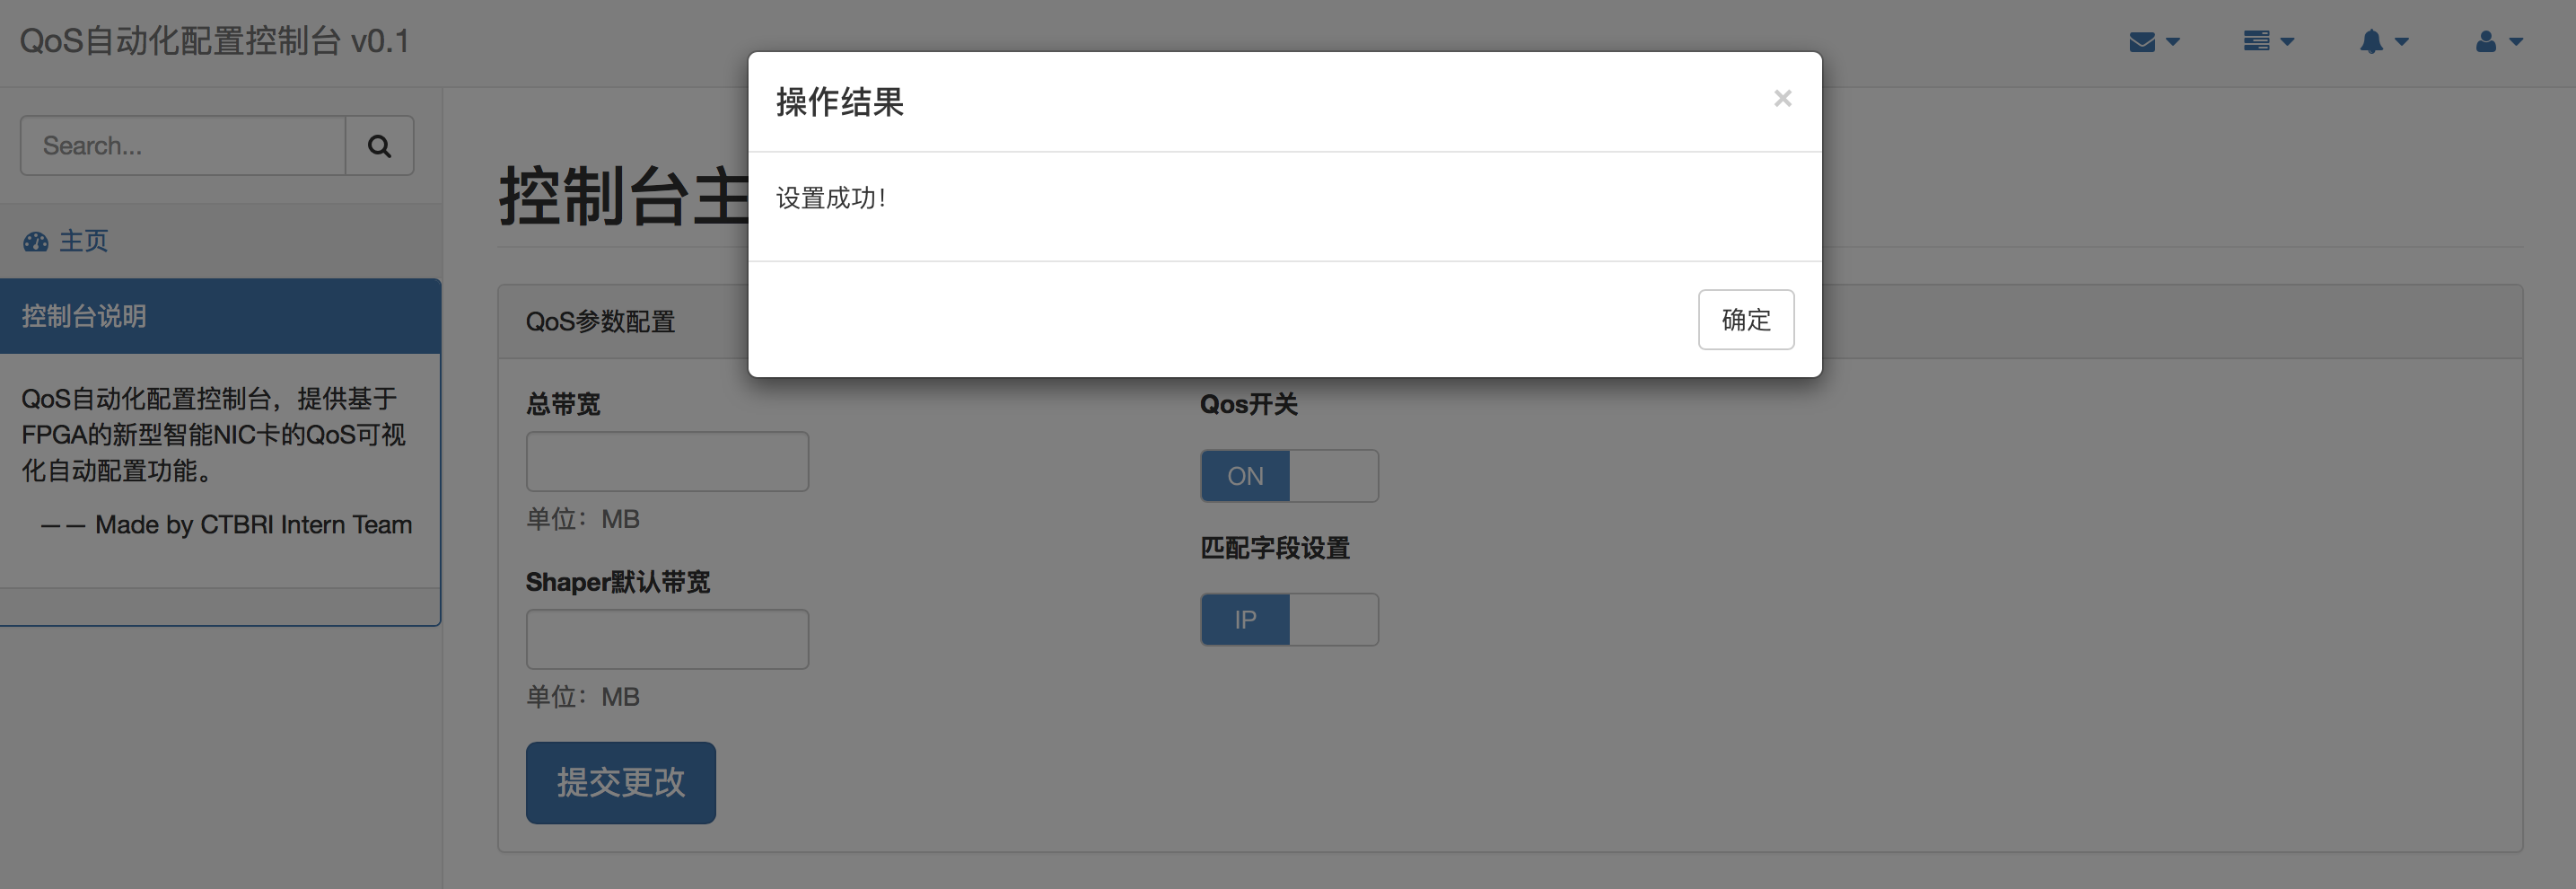 QoS自动化配置控制台 v0.1
操作结果
×
设置成功！
确定
Search...
主页
控制台说明
QoS自动化配置控制台，提供基于
FPGA的新型智能NIC卡的QoS可视
化自动配置功能。
—— Made by CTBRI Intern Team
控制台主
QoS参数配置
总带宽
单位：MB
Shaper默认带宽
单位：MB
提交更改
Qos开关
ON
匹配字段设置
IP